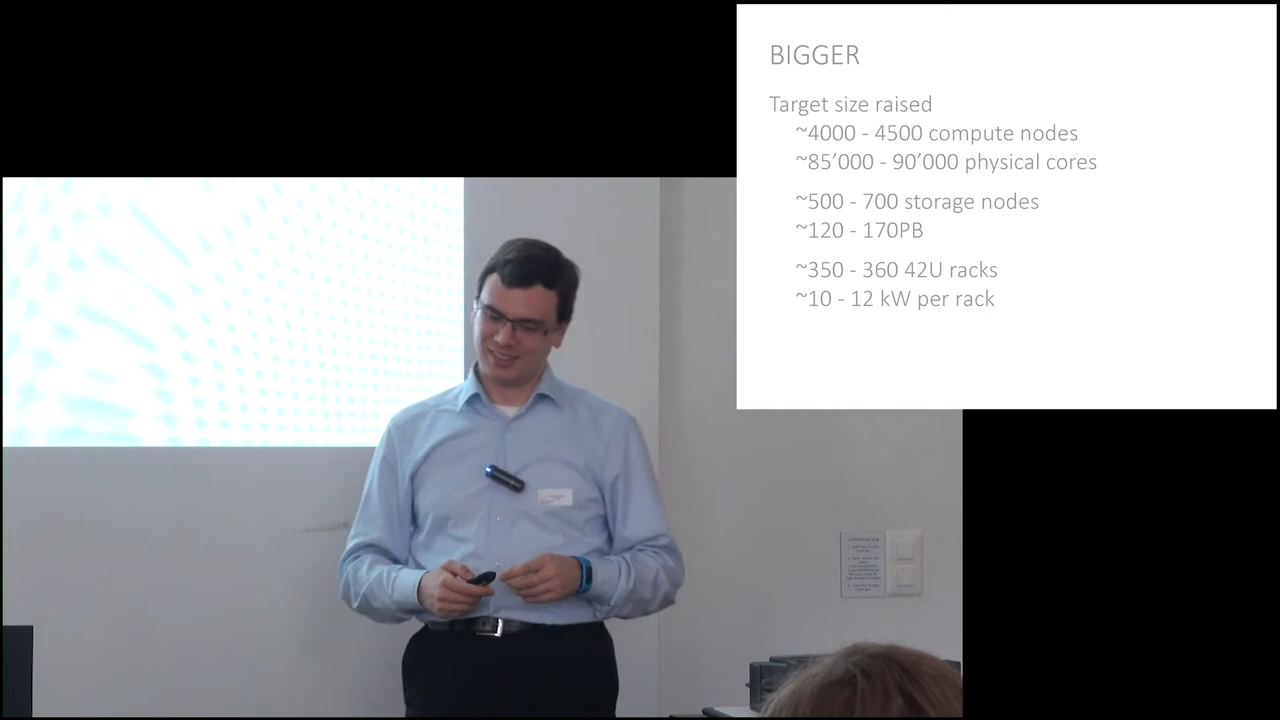 BIGGER
Target size raised
~4000 - 4500 compute nodes
~85’000 - 90’000 physical cores
~500 - 700 storage nodes
~120 - 170PB
~350 - 360 42U racks
~10 - 12 kW per rack